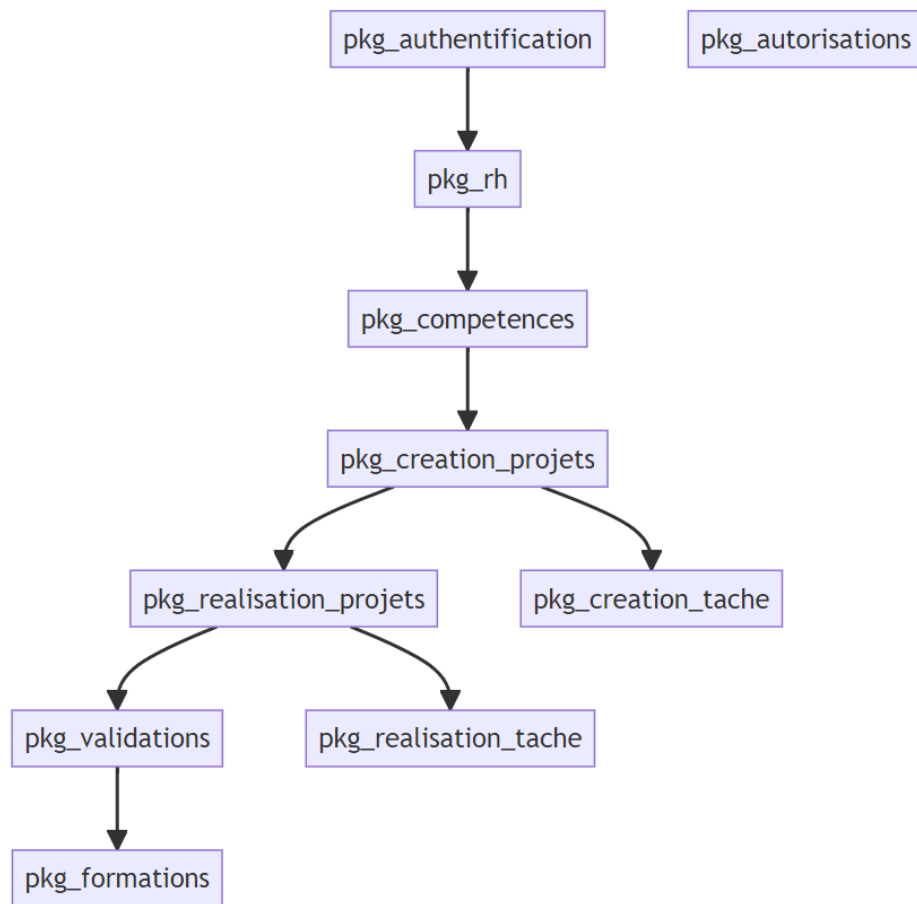 pkg_authentification
pkg_autorisations
pkg_rh
pkg_competences
pkg_creation_projets
pkg_realisation_projets
pkg_creation_tache
pkg_validations
pkg_realisation_tache
pkg_formations